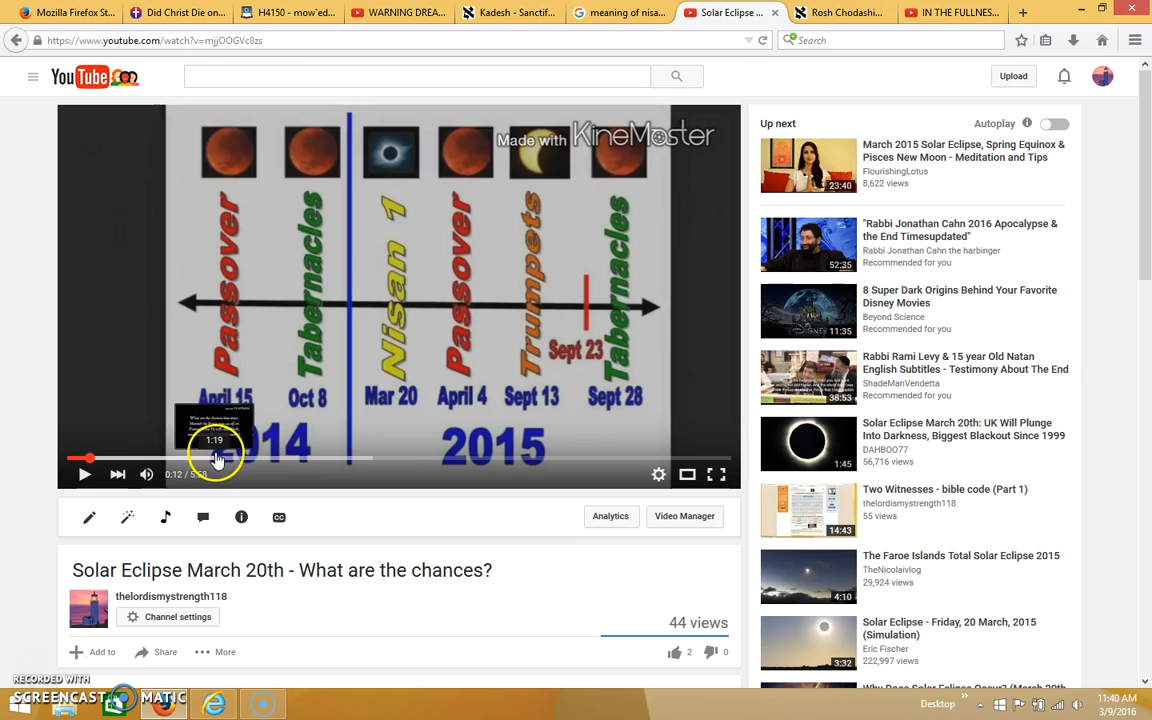 Mozilla Firefox St...
Did Christ Die on...
H4150 - mow`ed...
WARNING DREA...
Kadesh - Sanctif...
meaning of nisa...
Solar Eclipse ...
Rosh Chodashi...
IN THE FULLNES...
https://www.youtube.com/watch?v=mjjOOGVc8zs
Search
YouTube
Upload
Made with KINEMASTER
Passover
Tabernacles
Nisan 1
Passover
Trumpets
Tabernacles
Sept 23
April 15
Oct 8
Mar 20
April 4
Sept 13
Sept 28
2015
1:19
0:12 / 5:58
Analytics
Video Manager
Solar Eclipse March 20th - What are the chances?
thelordismystrength118
Channel settings
44 views
Add to
Share
More
2
0
Up next
Autoplay
March 2015 Solar Eclipse, Spring Equinox &
Pisces New Moon - Meditation and Tips
FlourishingLotus
8,622 views
23:40
"Rabbi Jonathan Cahn 2016 Apocalypse &
the End Timesupdated"
Rabbi Jonathan Cahn the harbinger
Recommended for you
52:35
8 Super Dark Origins Behind Your Favorite
Disney Movies
Beyond Science
Recommended for you
11:35
Rabbi Rami Levy & 15 year Old Natan
English Subtitles - Testimony About The End
ShadeManVendetta
Recommended for you
38:53
Solar Eclipse March 20th: UK Will Plunge
Into Darkness, Biggest Blackout Since 1999
DAHBOO77
56,716 views
1:45
Two Witnesses - bible code (Part 1)
thelordismystrength118
55 views
14:43
The Faroe Islands Total Solar Eclipse 2015
TheNicolaivlog
29,924 views
4:10
Solar Eclipse - Friday, 20 March, 2015
(Simulation)
Eric Fischer
222,997 views
3:32
RECORDED WITH
SCREENCAST MATIC
Desktop
11:40 AM
3/9/2016